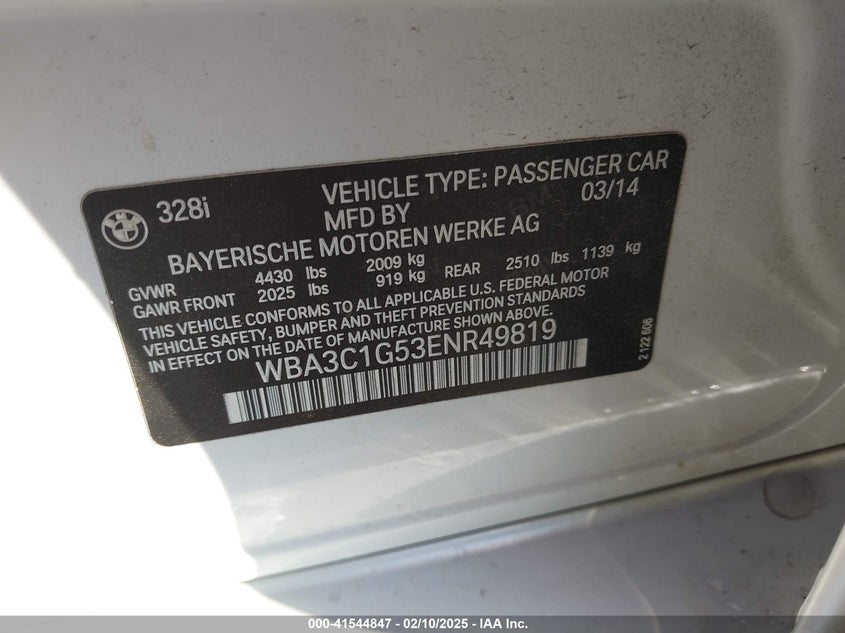 328i
VEHICLE TYPE: PASSENGER CAR
MFD BY 03/14
BAYERISCHE MOTOREN WERKE AG
GVWR 4430 lbs 2009 kg
GAWR FRONT 2025 lbs 919 kg REAR 2510 lbs 1139 kg
THIS VEHICLE CONFORMS TO ALL APPLICABLE U.S. FEDERAL MOTOR
VEHICLE SAFETY, BUMPER AND THEFT PREVENTION STANDARDS
IN EFFECT ON THE DATE OF MANUFACTURE SHOWN ABOVE.
WBA3C1G53ENR49819
2 122 606
000-41544847 - 02/10/2025 - IAA Inc.